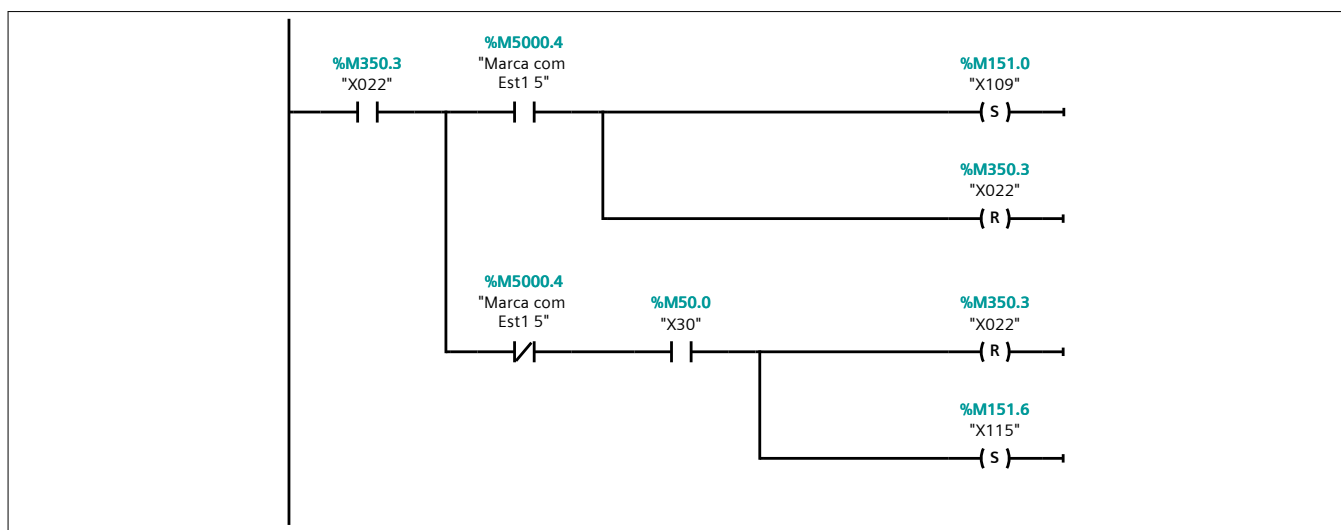 %M5000.4
%M350.3
"Marca com
%M151.0
"X022"
Est1 5"
"X109"
S
%M350.3
"X022"
R
%M5000.4
"Marca com
%M50.0
%M350.3
Est1 5"
"X30"
"X022"
R
%M151.6
"X115"
S